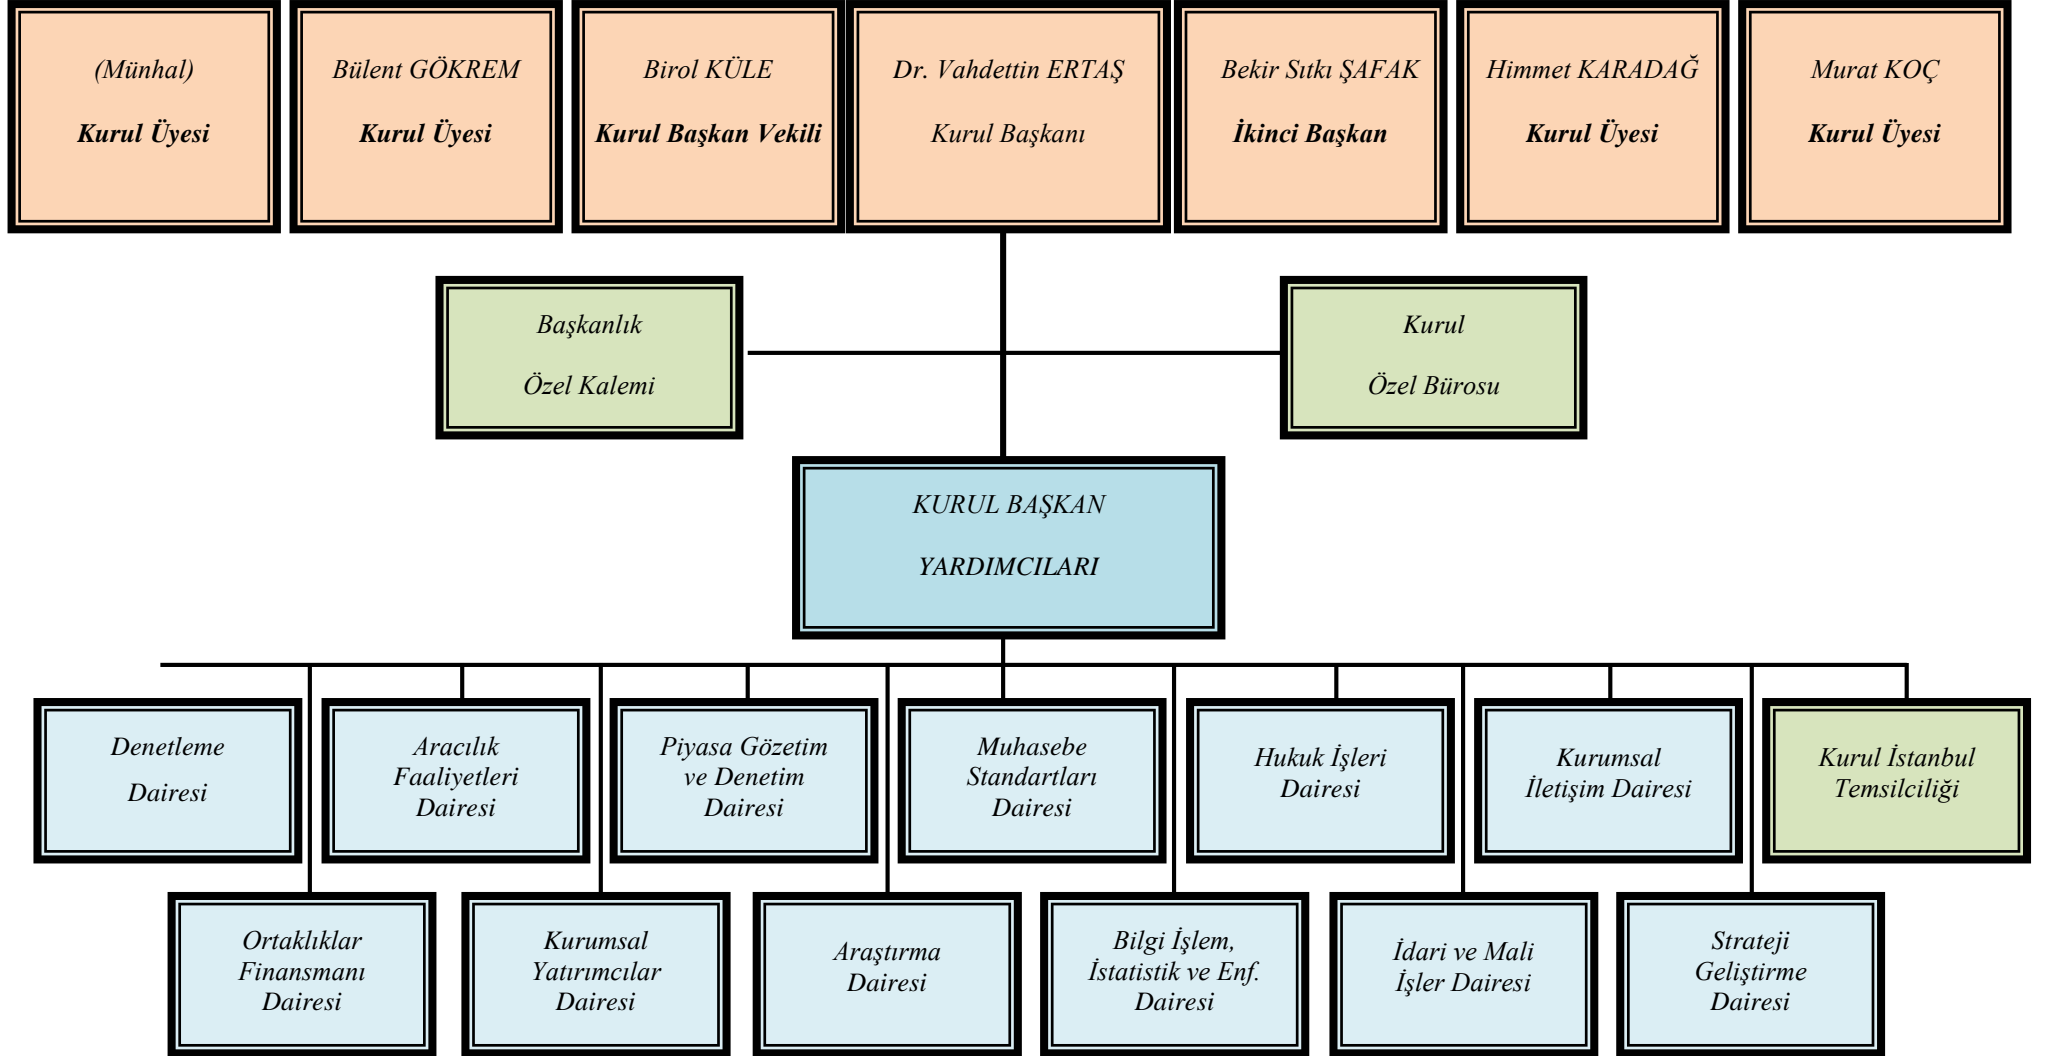 (Münhal)
Kurul Üyesi
Bülent GÖKREM
Kurul Üyesi
Birol KÜLE
Kurul Başkan Vekili
Dr. Vahdettin ERTAŞ
Kurul Başkanı
Bekir Sıtkı ŞAFAK
İkinci Başkan
Himmet KARADAĞ
Kurul Üyesi
Murat KOÇ
Kurul Üyesi
Başkanlık
Özel Kalemi
Kurul
Özel Bürosu
KURUL BAŞKAN
YARDIMCILARI
Denetleme
Dairesi
Aracılık
Faaliyetleri
Dairesi
Piyasa Gözetim
ve Denetim
Dairesi
Muhasebe
Standartları
Dairesi
Hukuk İşleri
Dairesi
Kurumsal
İletişim Dairesi
Kurul İstanbul
Temsilciliği
Ortaklıklar
Finansmanı
Dairesi
Kurumsal
Yatırımcılar
Dairesi
Araştırma
Dairesi
Bilgi İşlem,
İstatistik ve Enf.
Dairesi
İdari ve Mali
İşler Dairesi
Strateji
Geliştirme
Dairesi